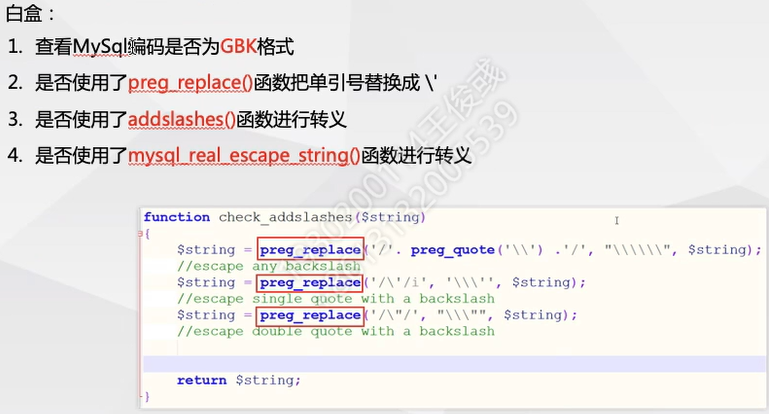 白盒：
1. 查看MySql编码是否为GBK格式
2. 是否使用了preg_replace()函数把单引号替换成 \'
3. 是否使用了addslashes()函数进行转义
4. 是否使用了mysql_real_escape_string()函数进行转义
function check_addslashes($string)
{
$string = preg_replace('/'. preg_quote('\\') .'/', "\\\\\\", $string);
//escape any backslash
$string = preg_replace('/\'/i', '\\\'', $string);
//escape single quote with a backslash
$string = preg_replace('/\"/', "\\\"", $string);
//escape double quote with a backslash
return $string;
}